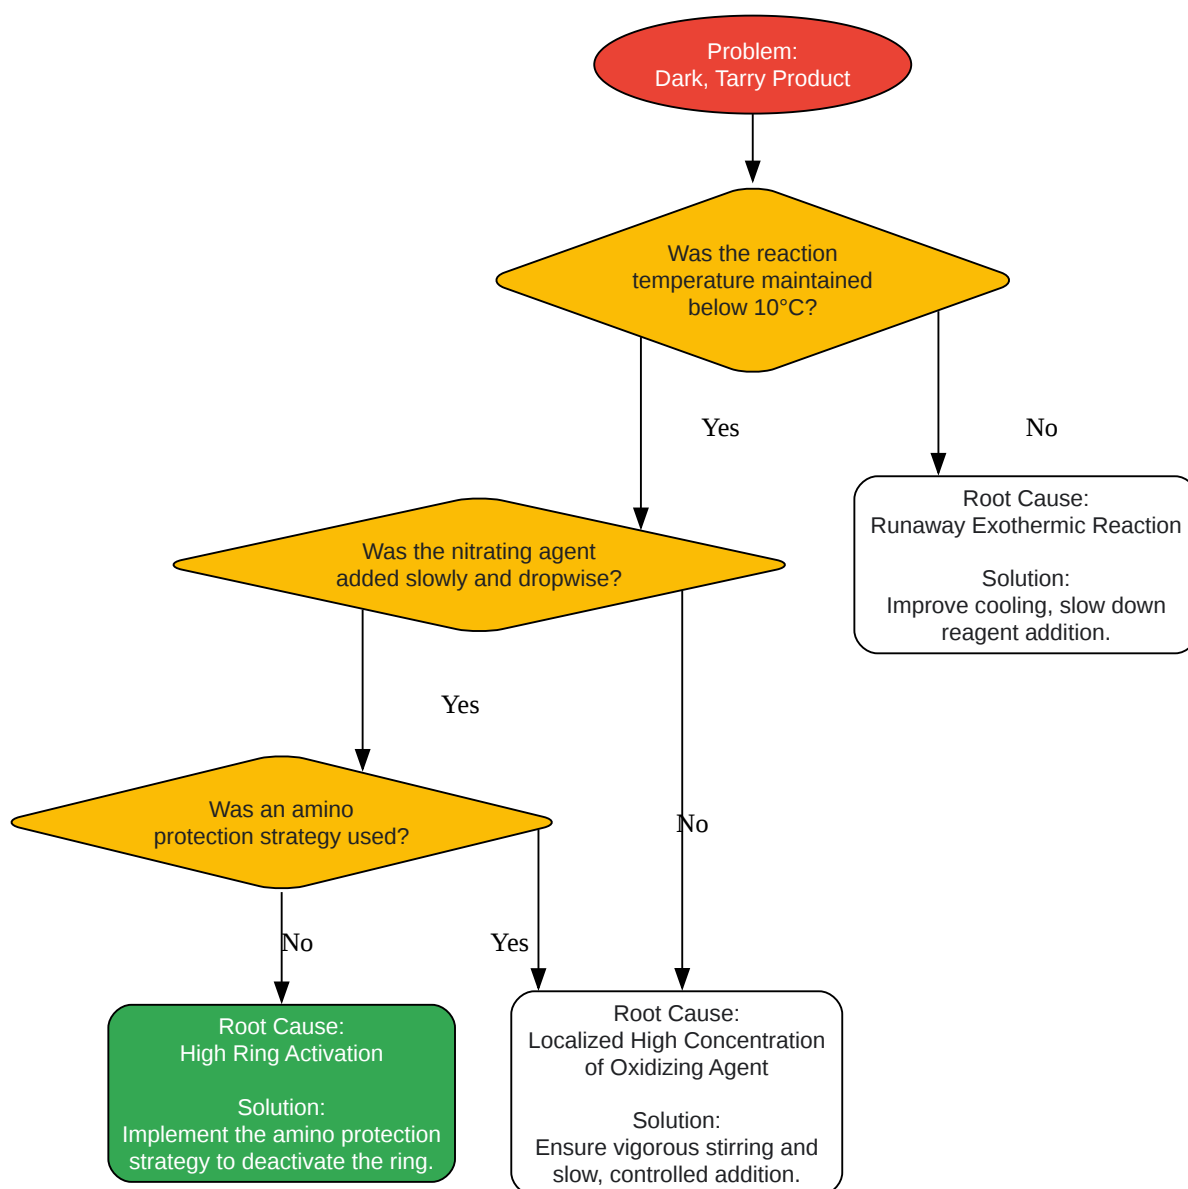 Problem:
Dark, Tarry Product
Was the reaction
temperature maintained
below 10°C?
Yes
No
Root Cause:
Runaway Exothermic Reaction
Solution:
Improve cooling, slow down
reagent addition.
Was the nitrating agent
added slowly and dropwise?
Yes
No
Was an amino
protection strategy used?
No
Yes
Root Cause:
High Ring Activation
Solution:
Implement the amino protection
strategy to deactivate the ring.
Root Cause:
Localized High Concentration
of Oxidizing Agent
Solution:
Ensure vigorous stirring and
slow, controlled addition.